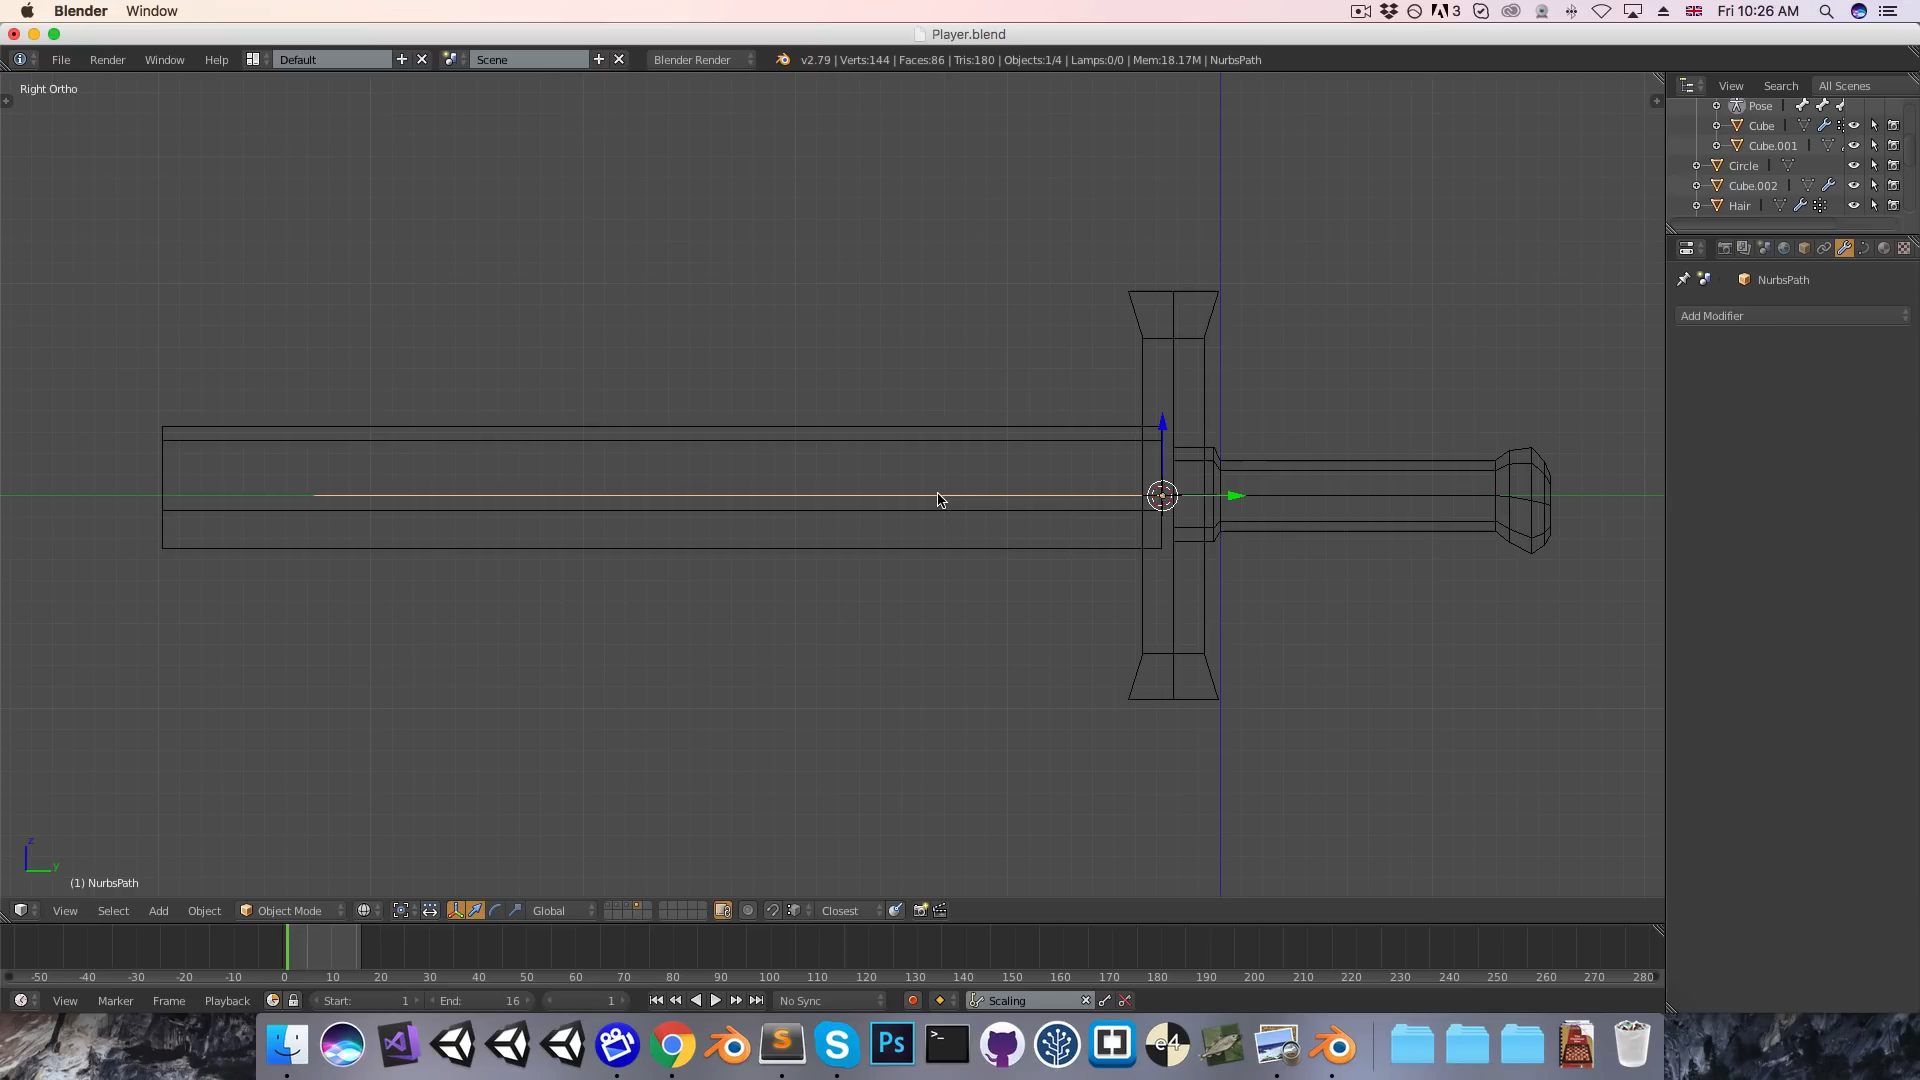 Blender Window
3 Fri 10:26 AM
Player.blend
File Render Window Help Default Scene Blender Render v2.79 | Verts:144 | Faces:86 | Tris:180 | Objects:1/4 | Lamps:0/0 | Mem:18.17M | NurbsPath
Right Ortho
View Search All Scenes
Pose
Cube
Cube.001
Circle
Cube.002
Hair
NurbsPath
Add Modifier
z
y
(1) NurbsPath
View Select Add Object Object Mode Global Closest
-50 -40 -30 -20 -10 0 10 20 30 40 50 60 70 80 90 100 110 120 130 140 150 160 170 180 190 200 210 220 230 240 250 260 270 280
View Marker Frame Playback Start: 1 End: 16 1 No Sync Scaling
S S Ps >_ e4